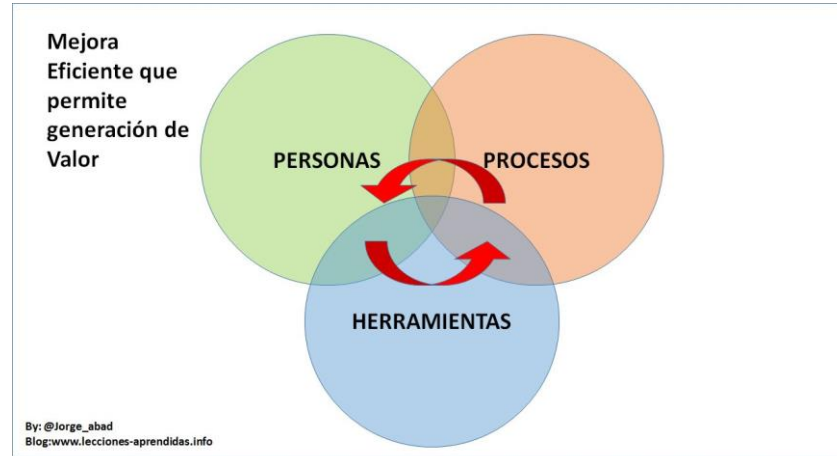 Mejora
Eficiente que
permite
generación de
Valor
PERSONAS
PROCESOS
HERRAMIENTAS
By: @Jorge_abad
Blog:www.lecciones-aprendidas.info